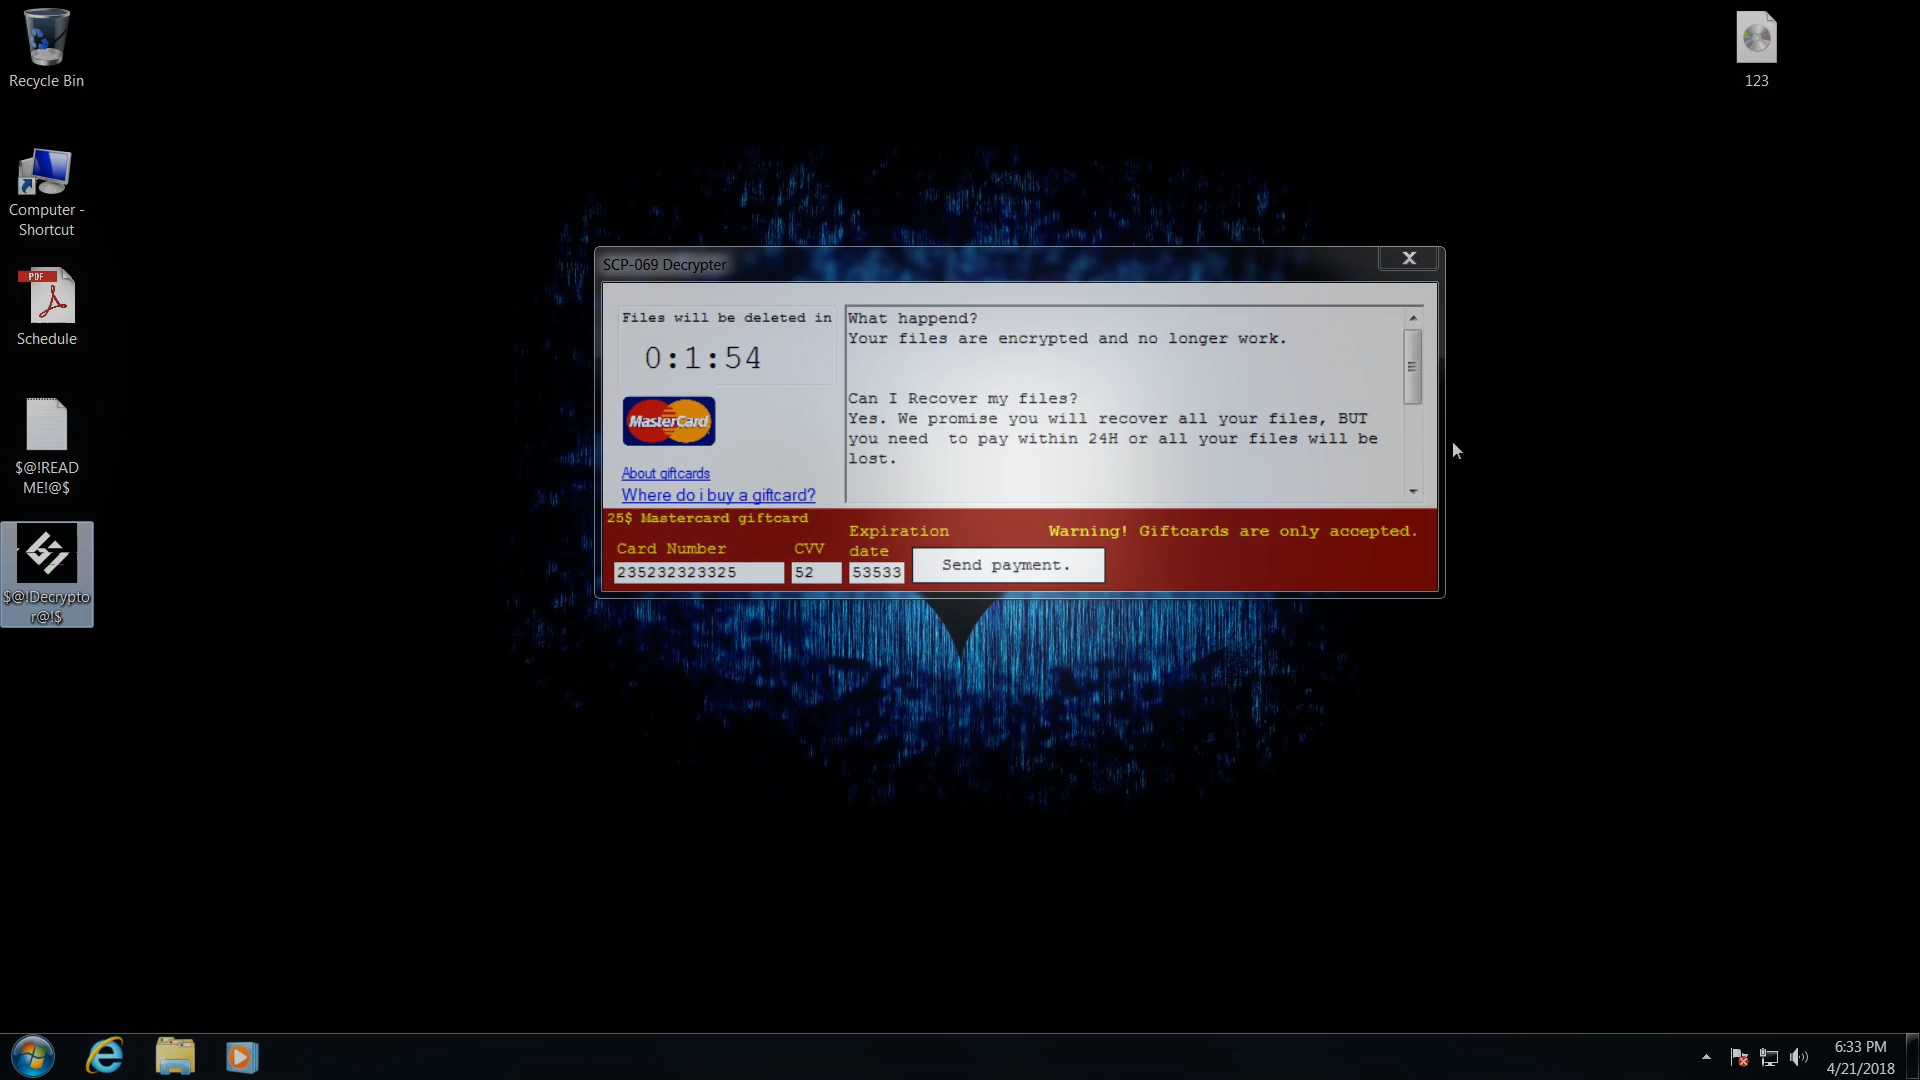 Recycle Bin
123
Computer -
Shortcut
PDF
Schedule
$@!READ
ME!@$
$@!Decrypto
r@!$
SCP-069 Decrypter
X
Files will be deleted in
0:1:54
MasterCard
About giftcards
Where do i buy a giftcard?
What happend?
Your files are encrypted and no longer work.
Can I Recover my files?
Yes. We promise you will recover all your files, BUT
you need  to pay within 24H or all your files will be
lost.
25$ Mastercard giftcard
Card Number
235232323325
CVV
52
Expiration
date
53533
Send payment.
Warning! Giftcards are only accepted.
6:33 PM
4/21/2018